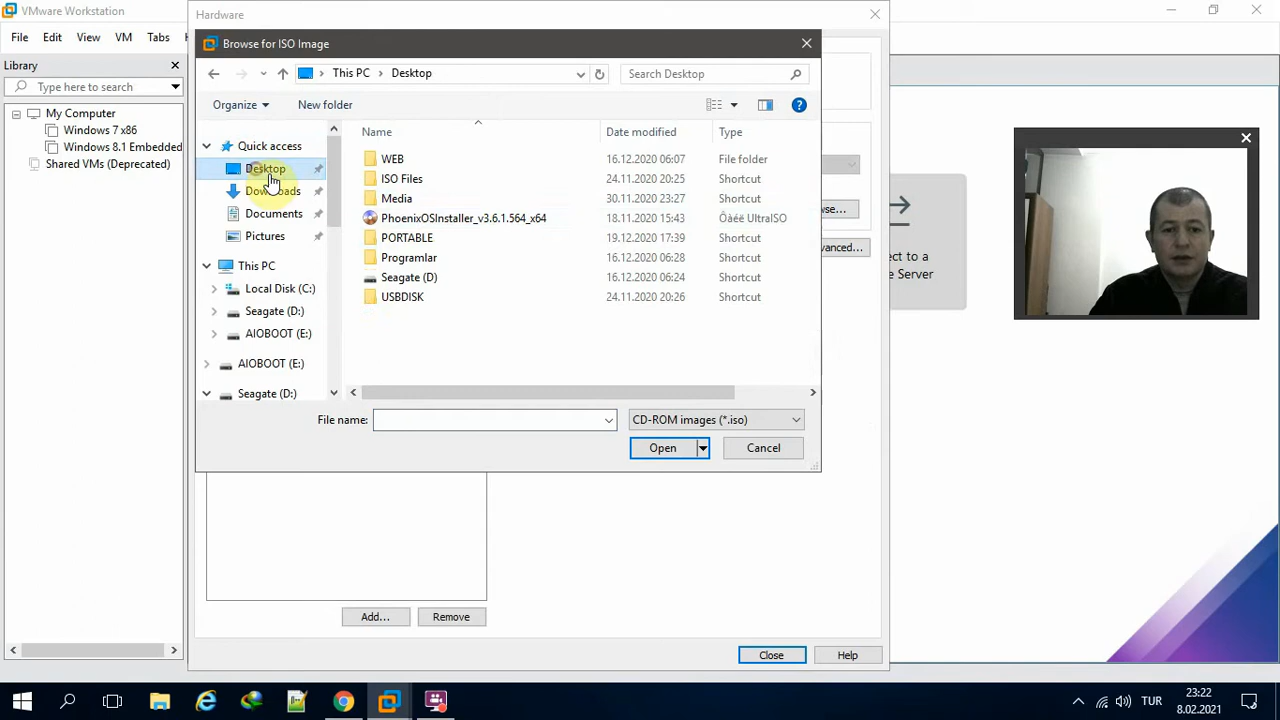 VMware Workstation
File Edit View VM Tabs
Library
Type here to search
My Computer
Windows 7 x86
Windows 8.1 Embedded
Shared VMs (Deprecated)
Hardware
Browse for ISO Image
This PC > Desktop
Search Desktop
Organize New folder
Quick access
Desktop
Downloads
Documents
Pictures
This PC
Local Disk (C:)
Seagate (D:)
AIOBOOT (E:)
AIOBOOT (E:)
Seagate (D:)
Name Date modified Type
WEB 16.12.2020 06:07 File folder
ISO Files 24.11.2020 20:25 Shortcut
Media 30.11.2020 23:27 Shortcut
PhoenixOSInstaller_v3.6.1.564_x64 18.11.2020 15:43 Ôàéë UltraISO
PORTABLE 19.12.2020 17:39 Shortcut
Programlar 16.12.2020 06:28 Shortcut
Seagate (D) 16.12.2020 06:24 Shortcut
USBDISK 24.11.2020 20:26 Shortcut
File name: CD-ROM images (*.iso)
Open Cancel
wse...
vanced...
ect to a
e Server
Add... Remove
Close Help
TUR
23:22
8.02.2021